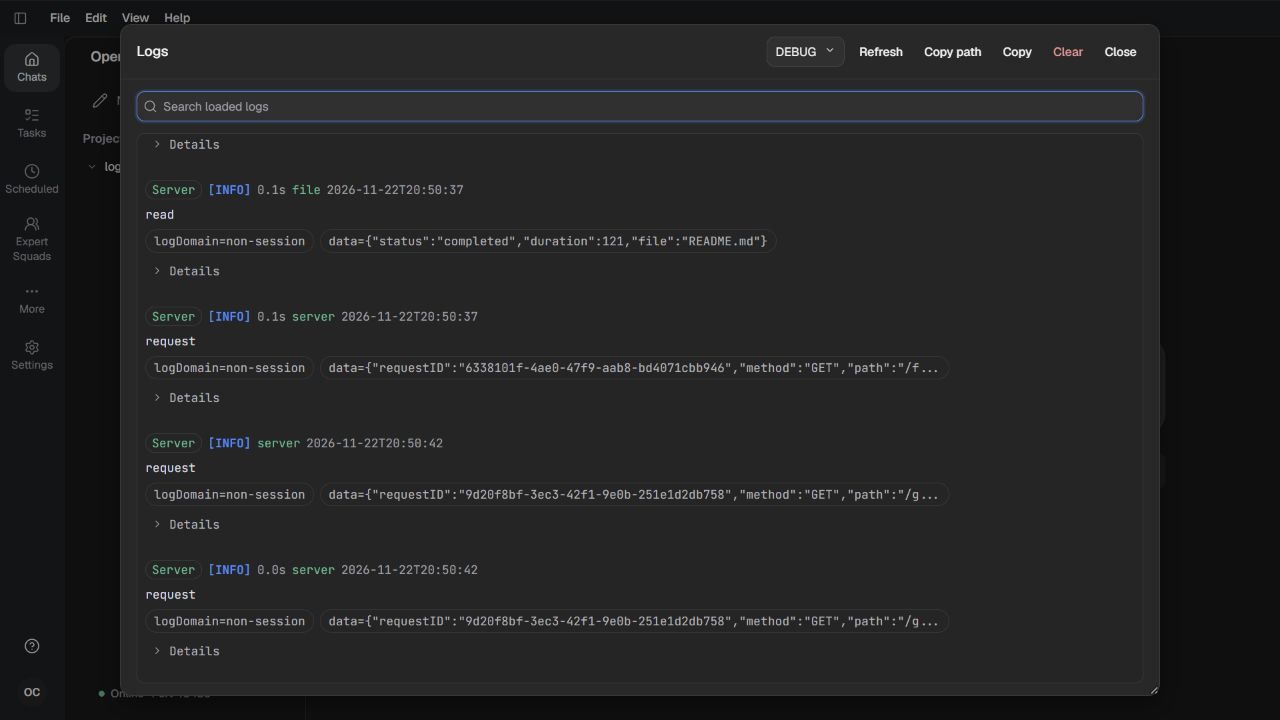 File Edit View Help
Logs
DEBUG Refresh Copy path Copy Clear Close
Search loaded logs
Chats
Tasks
Scheduled
Expert
Squads
More
Settings
OC
Details
Server [INFO] 0.1s file 2026-11-22T20:50:37
read
logDomain=non-session data={"status":"completed","duration":121,"file":"README.md"}
Details
Server [INFO] 0.1s server 2026-11-22T20:50:37
request
logDomain=non-session data={"requestID":"6338101f-4ae0-47f9-aab8-bd4071cbb946","method":"GET","path":"/f...
Details
Server [INFO] server 2026-11-22T20:50:42
request
logDomain=non-session data={"requestID":"9d20f8bf-3ec3-42f1-9e0b-251e1d2db758","method":"GET","path":"/g...
Details
Server [INFO] 0.0s server 2026-11-22T20:50:42
request
logDomain=non-session data={"requestID":"9d20f8bf-3ec3-42f1-9e0b-251e1d2db758","method":"GET","path":"/g...
Details